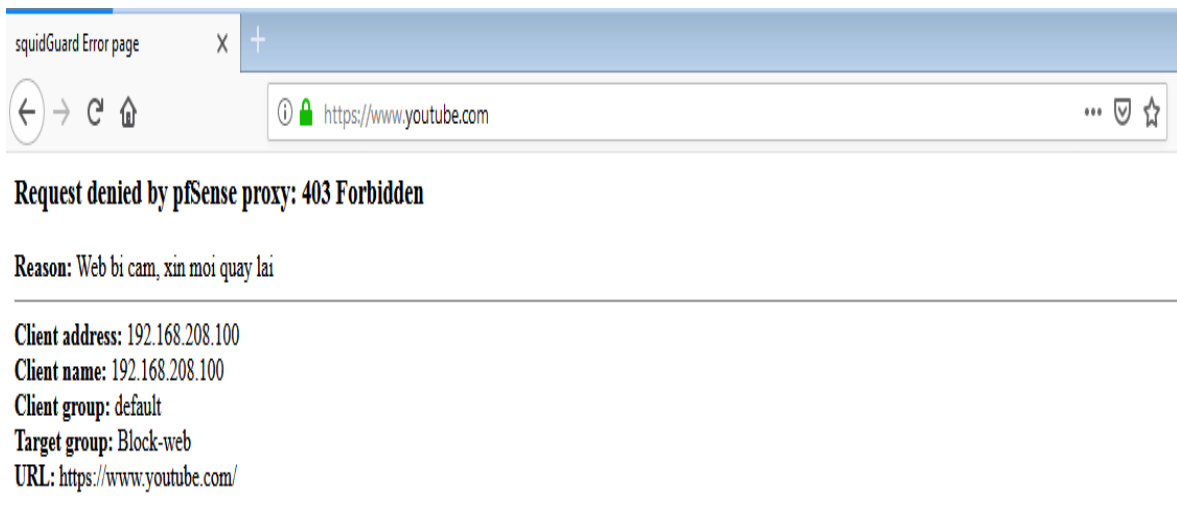 squidGuard Error page
https://www.youtube.com
Request denied by pfSense proxy: 403 Forbidden
Reason: Web bi cam, xin moi quay lai
Client address: 192.168.208.100
Client name: 192.168.208.100
Client group: default
Target group: Block-web
URL: https://www.youtube.com/